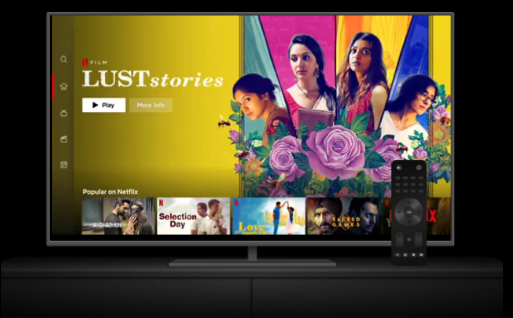 N FILM
LUST stories
Play
More Info
Popular on Netflix
Selection
Day
Love
SACRED
GAMES